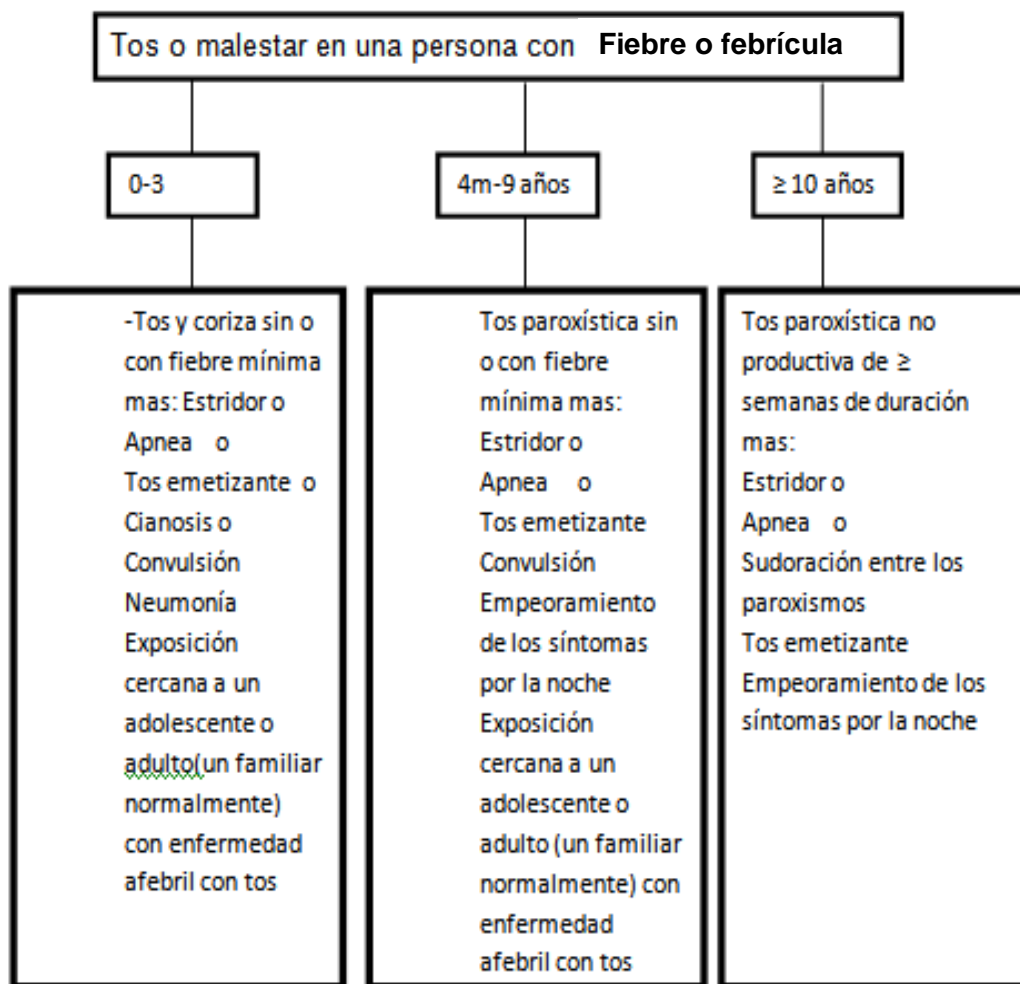 Tos o malestar en una persona con Fiebre o febrícula
0-3
4m-9 años
≥ 10 años
-Tos y coriza sin o
con fiebre mínima
mas: Estridor o
Apnea o
Tos emetizante o
Cianosis o
Convulsión
Neumonía
Exposición
cercana a un
adolescente o
adulto(un familiar
normalmente)
con enfermedad
afebril con tos
Tos paroxística sin
o con fiebre
mínima mas:
Estridor o
Apnea o
Tos emetizante
Convulsión
Empeoramiento
de los síntomas
por la noche
Exposición
cercana a un
adolescente o
adulto (un familiar
normalmente) con
enfermedad
afebril con tos
Tos paroxística no
productiva de ≥
semanas de duración
mas:
Estridor o
Apnea o
Sudoración entre los
paroxismos
Tos emetizante
Empeoramiento de los
síntomas por la noche